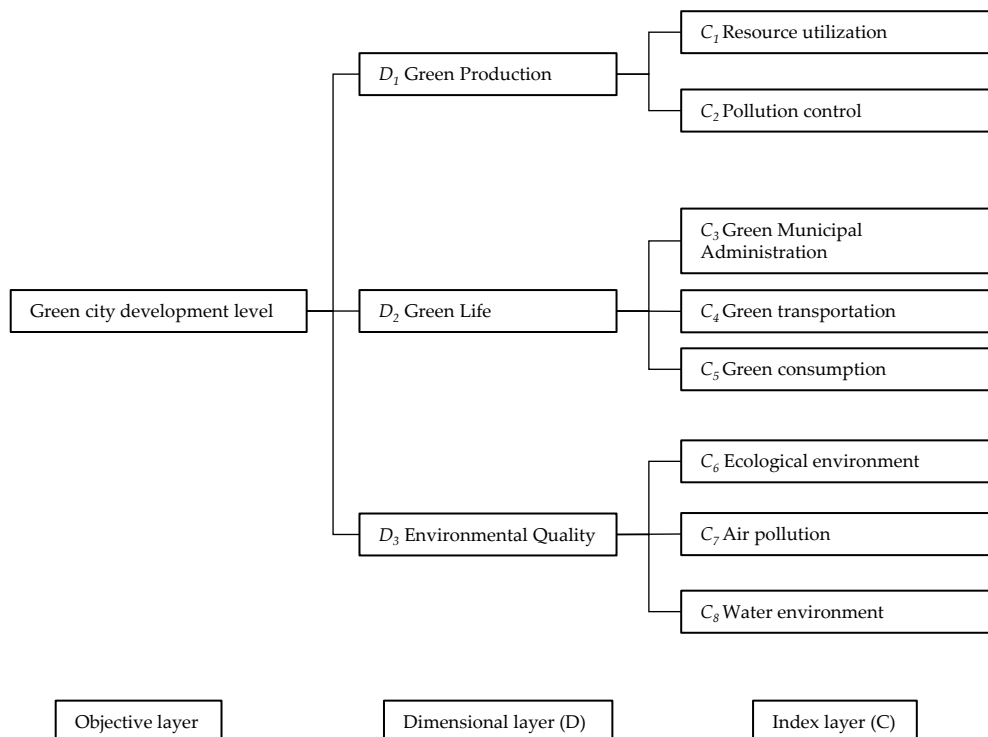 C₁ Resource utilization
D₁ Green Production
C₂ Pollution control
C₃ Green Municipal
Administration
Green city development level
D₂ Green Life
C₄ Green transportation
C₅ Green consumption
C₆ Ecological environment
D₃ Environmental Quality
C₇ Air pollution
C₈ Water environment
Objective layer
Dimensional layer (D)
Index layer (C)